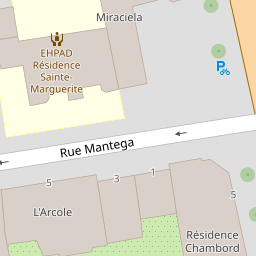 Miraciela
EHPAD
Résidence
Sainte-
Marguerite
Rue Mantega
5
3
1
5
L'Arcole
Résidence
Chambord